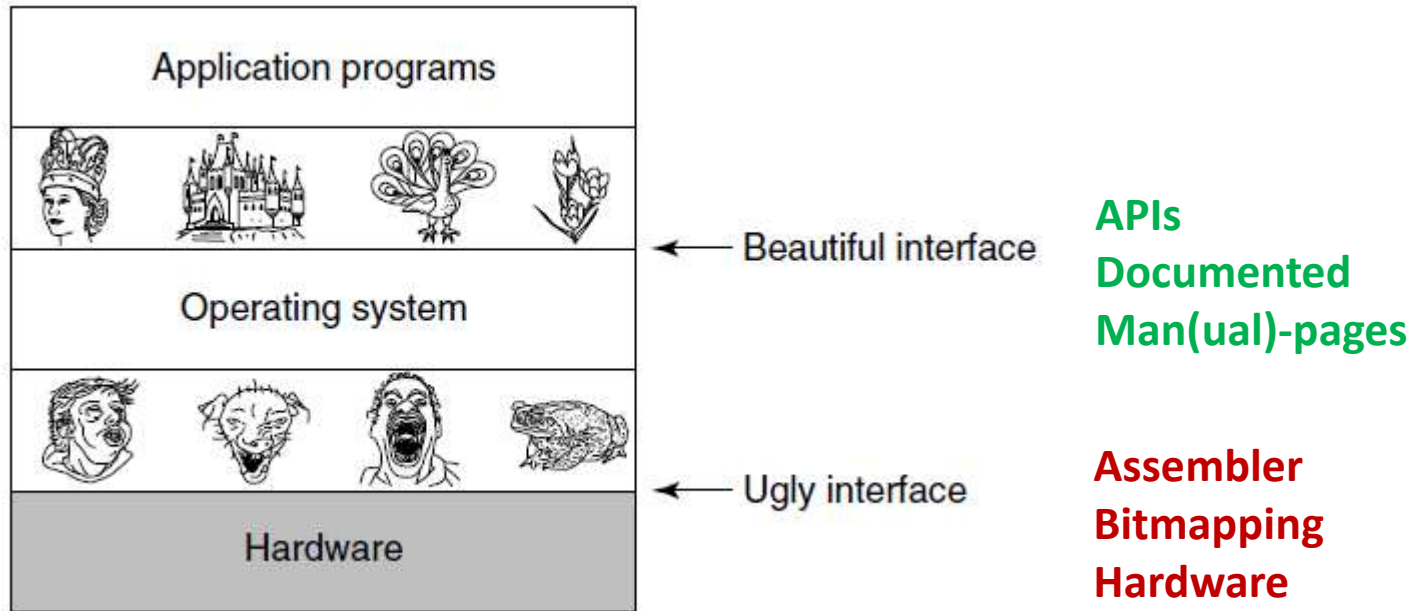 Application programs
Beautiful interface
Operating system
Ugly interface
Hardware
APIs
Documented
Man(ual)-pages
Assembler
Bitmapping
Hardware